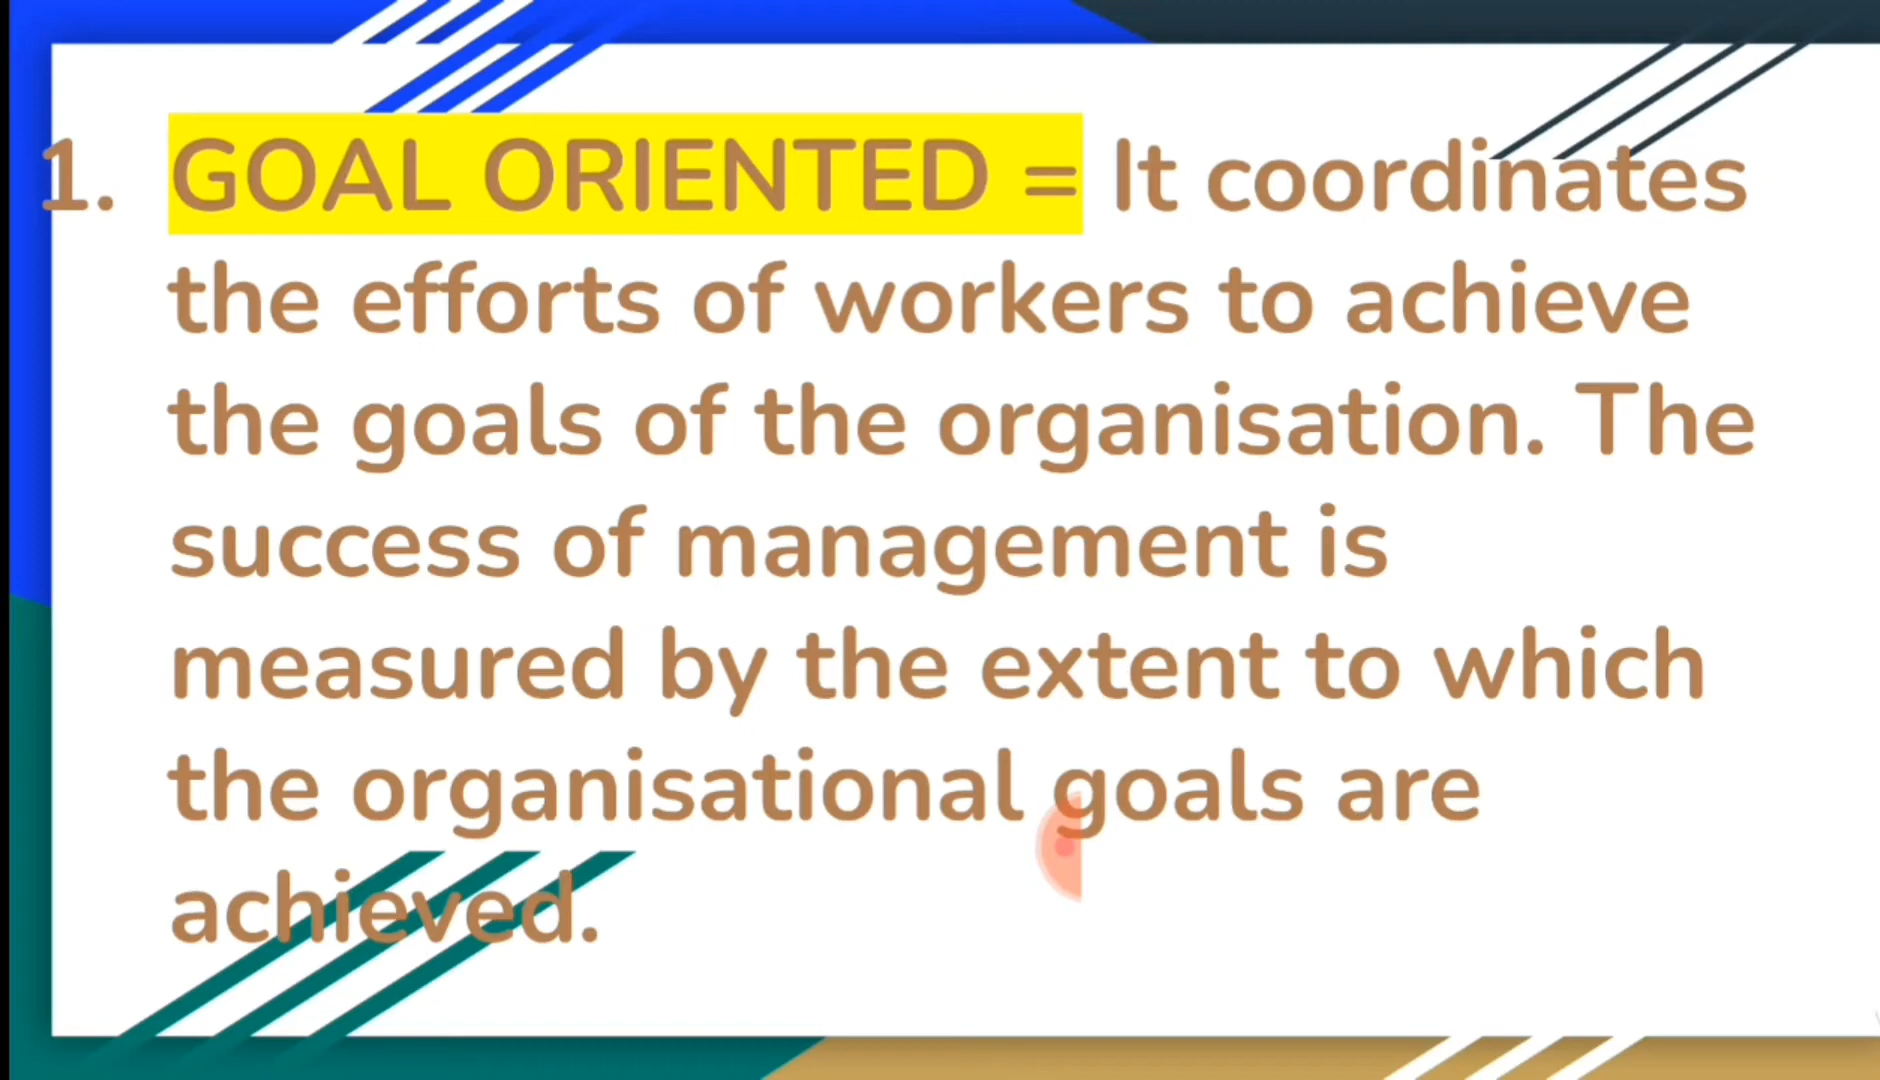 1. GOAL ORIENTED = It coordinates
the efforts of workers to achieve
the goals of the organisation. The
success of management is
measured by the extent to which
the organisational goals are
achieved.